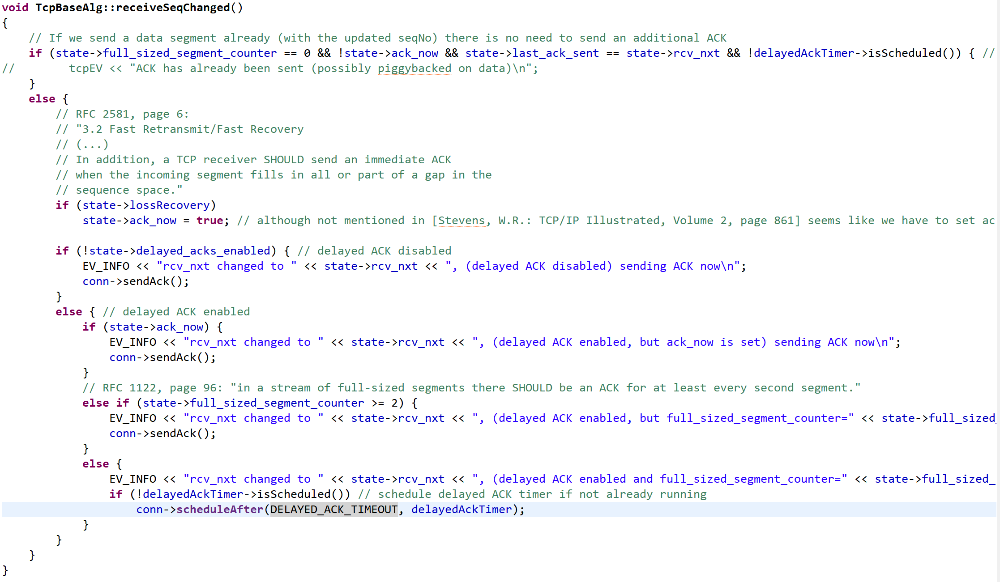 void TcpBaseAlg::receiveSeqChanged()
{
    // If we send a data segment already (with the updated seqNo) there is no need to send an additional ACK
    if (state->full_sized_segment_counter == 0 && !state->ack_now && state->last_ack_sent == state->rcv_nxt && !delayedAckTimer->isScheduled()) { //
//        tcpEV << "ACK has already been sent (possibly piggybacked on data)\n";
    }
    else {
        // RFC 2581, page 6:
        // "3.2 Fast Retransmit/Fast Recovery
        // (...)
        // In addition, a TCP receiver SHOULD send an immediate ACK
        // when the incoming segment fills in all or part of a gap in the
        // sequence space."
        if (state->lossRecovery)
            state->ack_now = true; // although not mentioned in [Stevens, W.R.: TCP/IP Illustrated, Volume 2, page 861] seems like we have to set ac

        if (!state->delayed_acks_enabled) { // delayed ACK disabled
            EV_INFO << "rcv_nxt changed to " << state->rcv_nxt << ", (delayed ACK disabled) sending ACK now\n";
            conn->sendAck();
        }
        else { // delayed ACK enabled
            if (state->ack_now) {
                EV_INFO << "rcv_nxt changed to " << state->rcv_nxt << ", (delayed ACK enabled, but ack_now is set) sending ACK now\n";
                conn->sendAck();
            }
            // RFC 1122, page 96: "in a stream of full-sized segments there SHOULD be an ACK for at least every second segment."
            else if (state->full_sized_segment_counter >= 2) {
                EV_INFO << "rcv_nxt changed to " << state->rcv_nxt << ", (delayed ACK enabled, but full_sized_segment_counter=" << state->full_sized_
                conn->sendAck();
            }
            else {
                EV_INFO << "rcv_nxt changed to " << state->rcv_nxt << ", (delayed ACK enabled and full_sized_segment_counter=" << state->full_sized_
                if (!delayedAckTimer->isScheduled()) // schedule delayed ACK timer if not already running
                    conn->scheduleAfter(DELAYED_ACK_TIMEOUT, delayedAckTimer);
            }
        }
    }
}